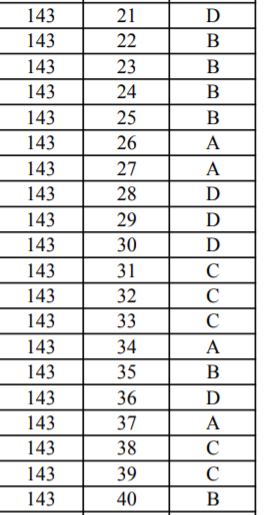 143 21 D
143 22 B
143 23 B
143 24 B
143 25 B
143 26 A
143 27 A
143 28 D
143 29 D
143 30 D
143 31 C
143 32 C
143 33 C
143 34 A
143 35 B
143 36 D
143 37 A
143 38 C
143 39 C
143 40 B